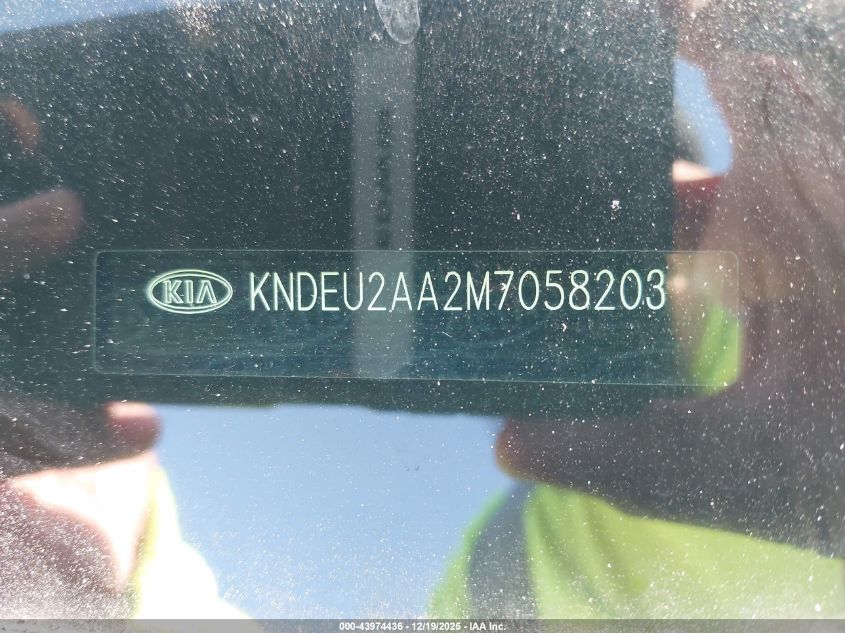 KIA KNDEU2AA2M7058203
000-43974436 - 12/19/2025 - IAA Inc.